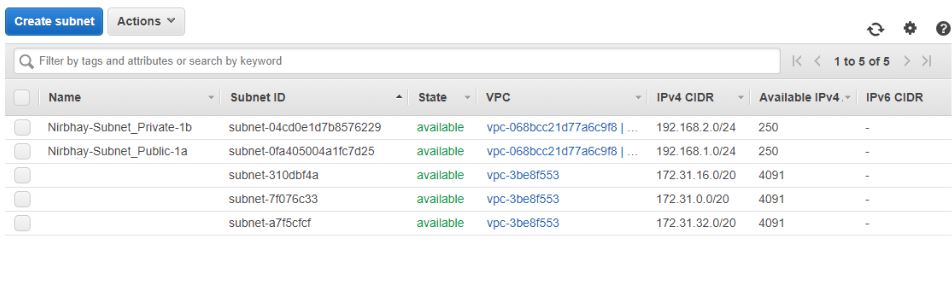 Create subnet Actions
Filter by tags and attributes or search by keyword 1 to 5 of 5
Name Subnet ID State VPC IPv4 CIDR Available IPv4 IPv6 CIDR
Nirbhay-Subnet_Private-1b subnet-04cd0e1d7b8576229 available vpc-068bcc21d77a6c9f8 | ... 192.168.2.0/24 250 -
Nirbhay-Subnet_Public-1a subnet-0fa405004a1fc7d25 available vpc-068bcc21d77a6c9f8 | ... 192.168.1.0/24 250 -
subnet-310dbf4a available vpc-3be8f553 172.31.16.0/20 4091 -
subnet-7f076c33 available vpc-3be8f553 172.31.0.0/20 4091 -
subnet-a7f5cfcf available vpc-3be8f553 172.31.32.0/20 4091 -